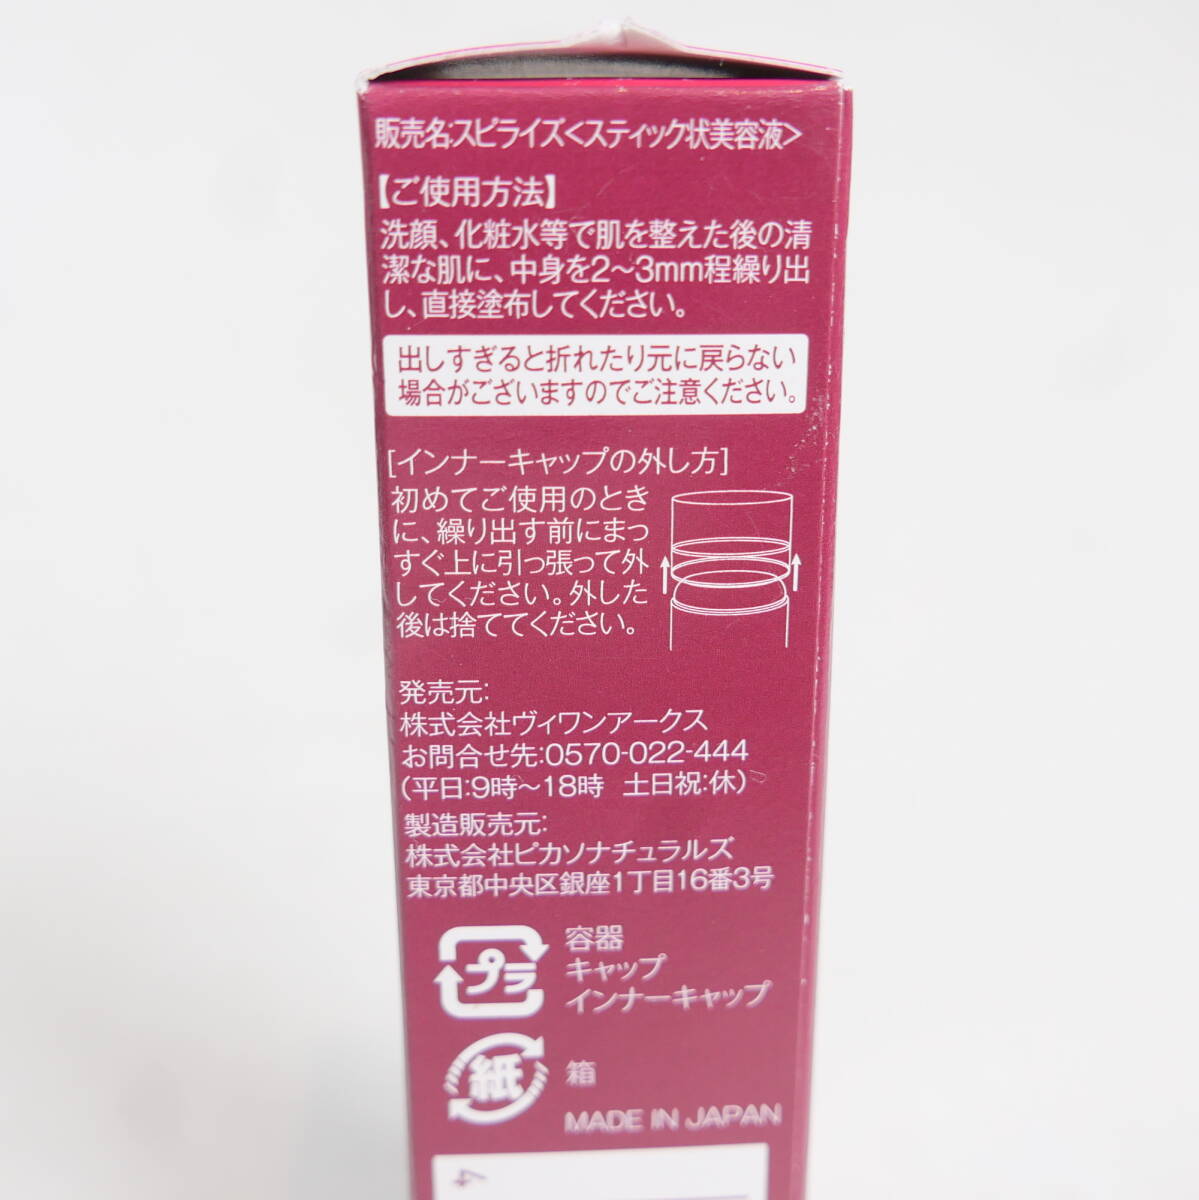 販売名:スピライズ<スティック状美容液>
【ご使用方法】
洗顔、化粧水等で肌を整えた後の清
潔な肌に、中身を2〜3mm程繰り出
し、直接塗布してください。
出しすぎると折れたり元に戻らない
場合がございますのでご注意ください。
[インナーキャップの外し方]
初めてご使用のとき
に、繰り出す前にまっ
すぐ上に引っ張って外
してください。外した
後は捨ててください。
発売元:
株式会社ヴィワンアークス
お問合せ先:0570-022-444
(平日:9時〜18時 土日祝:休)
製造販売元:
株式会社ピカソナチュラルズ
東京都中央区銀座1丁目16番3号
プラ
容器
キャップ
インナーキャップ
紙
箱
MADE IN JAPAN
4